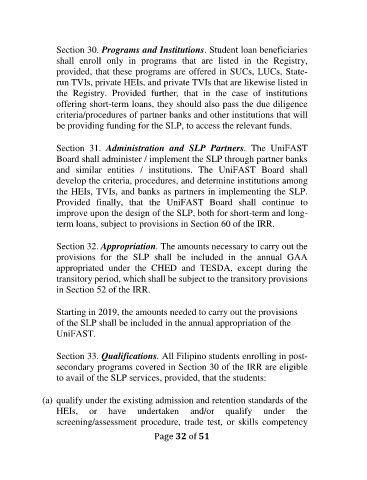 Section 30. Programs and Institutions. Student loan beneficiaries
shall enroll only in programs that are listed in the Registry,
provided, that these programs are offered in SUCs, LUCs, State-
run TVIs, private HEIs, and private TVIs that are likewise listed in
the Registry. Provided further, that in the case of institutions
offering short-term loans, they should also pass the due diligence
criteria/procedures of partner banks and other institutions that will
be providing funding for the SLP, to access the relevant funds.
Section 31. Administration and SLP Partners. The UniFAST
Board shall administer / implement the SLP through partner banks
and similar entities / institutions. The UniFAST Board shall
develop the criteria, procedures, and determine institutions among
the HEIs, TVIs, and banks as partners in implementing the SLP.
Provided finally, that the UniFAST Board shall continue to
improve upon the design of the SLP, both for short-term and long-
term loans, subject to provisions in Section 60 of the IRR.
Section 32. Appropriation. The amounts necessary to carry out the
provisions for the SLP shall be included in the annual GAA
appropriated under the CHED and TESDA, except during the
transitory period, which shall be subject to the transitory provisions
in Section 52 of the IRR.
Starting in 2019, the amounts needed to carry out the provisions
of the SLP shall be included in the annual appropriation of the
UniFAST.
Section 33. Qualifications. All Filipino students enrolling in post-
secondary programs covered in Section 30 of the IRR are eligible
to avail of the SLP services, provided, that the students:
(a) qualify under the existing admission and retention standards of the
HEIs, or have undertaken and/or qualify under the
screening/assessment procedure, trade test, or skills competency
Page 32 of 51